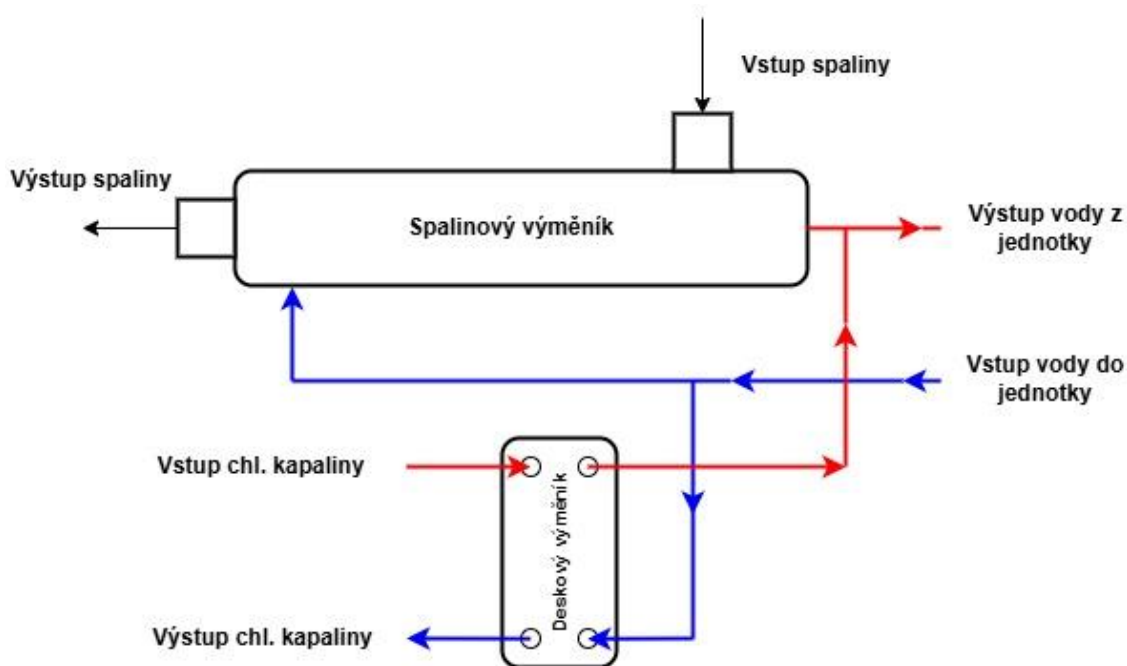 Vstup spaliny
Výstup spaliny
Spalinový výměník
Výstup vody z
jednotky
Vstup vody do
jednotky
Vstup chl. kapaliny
Deskový výměník
Výstup chl. kapaliny